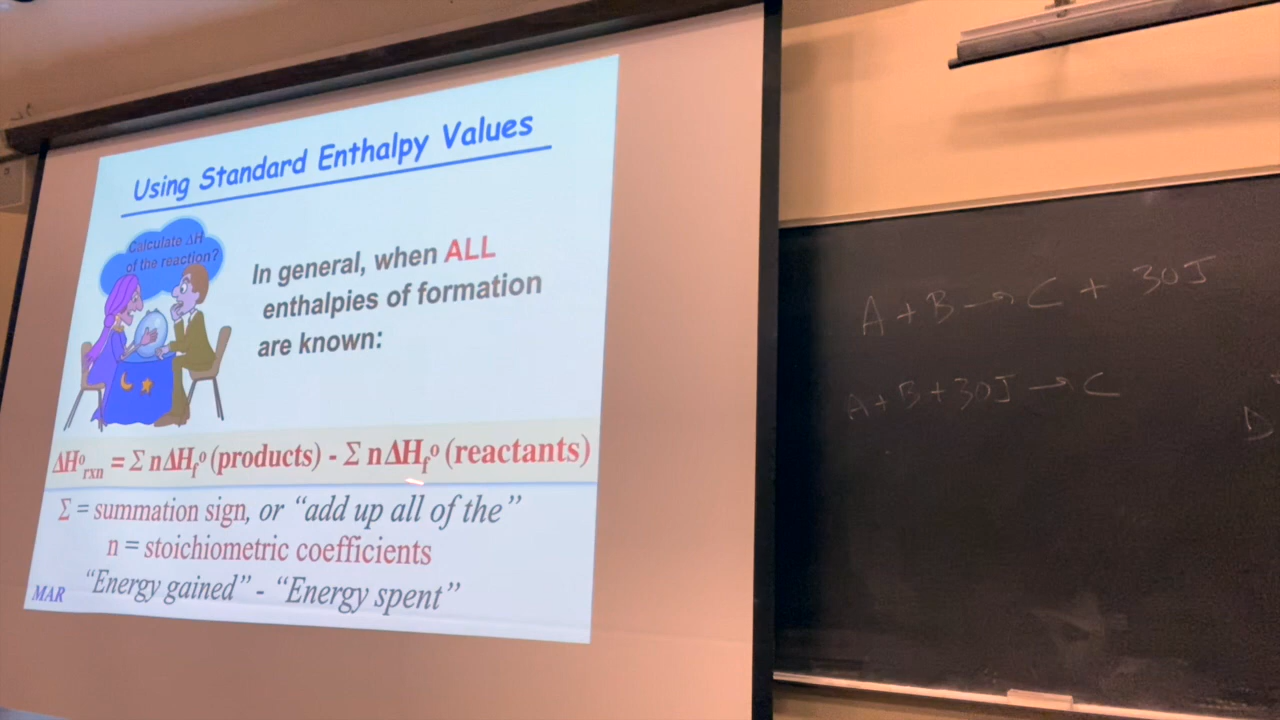 Using Standard Enthalpy Values
Calculate ΔH
of the reaction?
In general, when ALL
enthalpies of formation
are known:
ΔH°rxn = Σ nΔHf° (products) - Σ nΔHf° (reactants)
Σ = summation sign, or “add up all of the”
n = stoichiometric coefficients
“Energy gained” - “Energy spent”
MAR
A + B → C + 30J
A + B + 30J → C
D